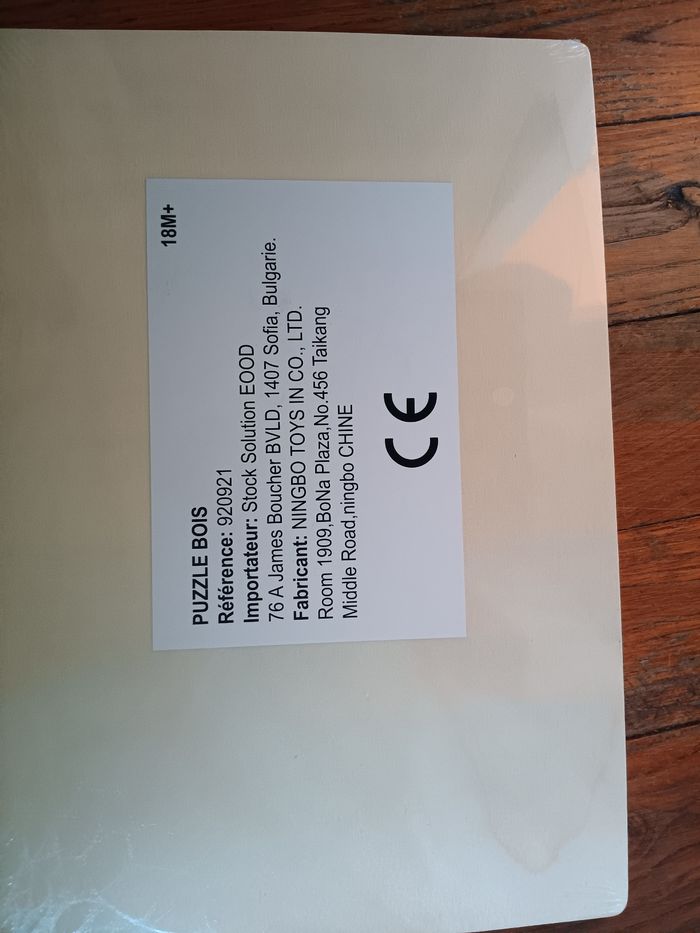 18M+
PUZZLE BOIS
Référence: 920921
Importateur: Stock Solution EOOD
76 A James Boucher BVLD, 1407 Sofia, Bulgarie.
Fabricant: NINGBO TOYS IN CO., LTD.
Room 1909,BoNa Plaza,No.456 Taikang
Middle Road,ningbo CHINE
CE